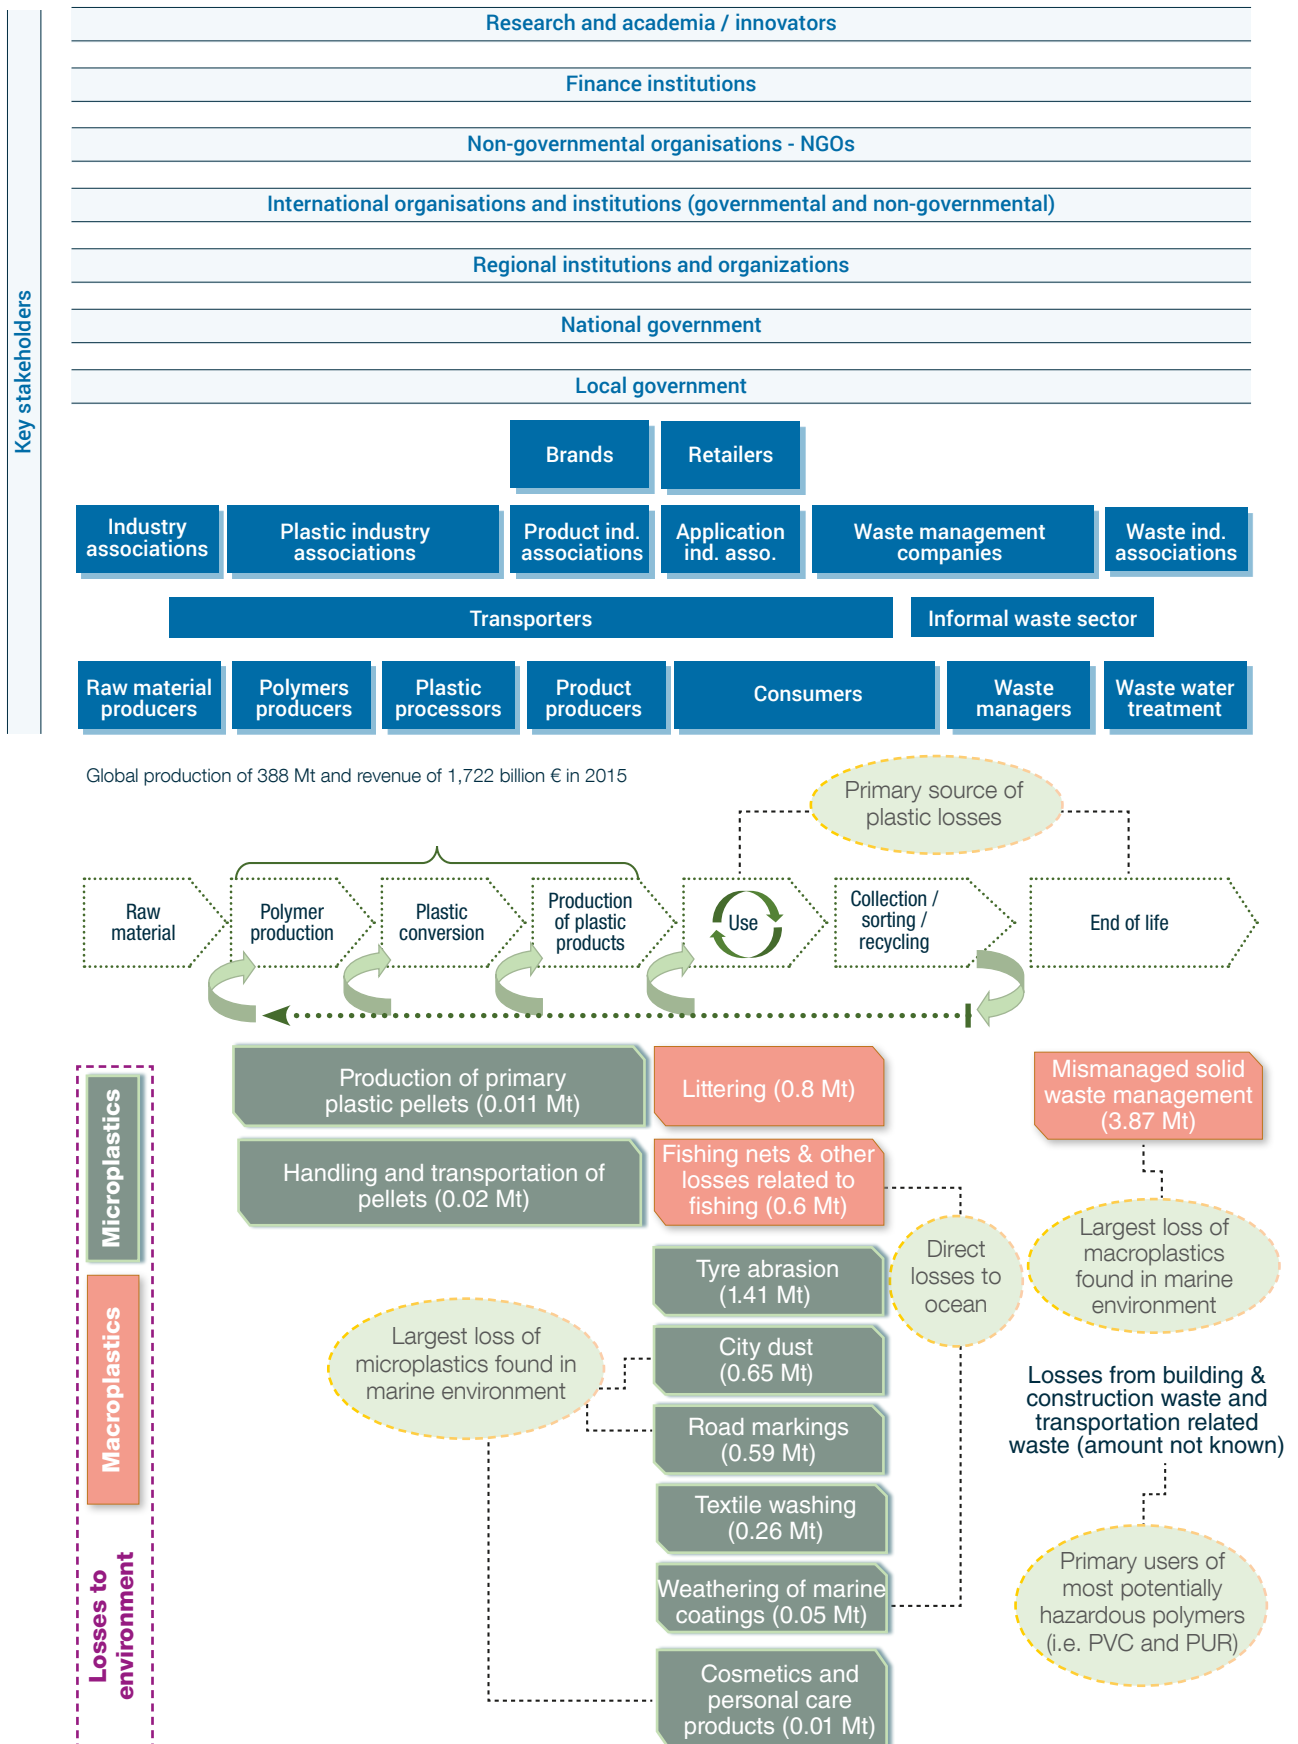 Key stakeholders
Research and academia / innovators
Finance institutions
Non-governmental organisations - NGOs
International organisations and institutions (governmental and non-governmental)
Regional institutions and organizations
National government
Local government
Brands
Retailers
Industry
associations
Plastic industry
associations
Product ind.
associations
Application
ind. asso.
Waste management
companies
Waste ind.
associations
Transporters
Informal waste sector
Raw material
producers
Polymers
producers
Plastic
processors
Product
producers
Consumers
Waste
managers
Waste water
treatment
Global production of 388 Mt and revenue of 1,722 billion € in 2015
Primary source of
plastic losses
Raw
material
Polymer
production
Plastic
conversion
Production
of plastic
products
Use
Collection /
sorting /
recycling
End of life
Losses to
environment
Microplastics
Macroplastics
Production of primary
plastic pellets (0.011 Mt)
Handling and transportation of
pellets (0.02 Mt)
Littering (0.8 Mt)
Fishing nets & other
losses related to
fishing (0.6 Mt)
Mismanaged solid
waste management
(3.87 Mt)
Direct
losses to
ocean
Largest loss of
macroplastics
found in marine
environment
Tyre abrasion
(1.41 Mt)
Largest loss of
microplastics found in
marine environment
City dust
(0.65 Mt)
Road markings
(0.59 Mt)
Losses from building &
construction waste and
transportation related
waste (amount not known)
Textile washing
(0.26 Mt)
Weathering of marine
coatings (0.05 Mt)
Primary users of
most potentially
hazardous polymers
(i.e. PVC and PUR)
Cosmetics and
personal care
products (0.01 Mt)